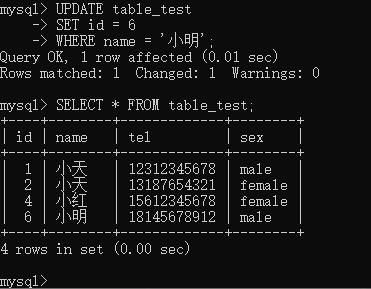 mysql> UPDATE table_test
    -> SET id = 6
    -> WHERE name = '小明';
Query OK, 1 row affected (0.01 sec)
Rows matched: 1  Changed: 1  Warnings: 0

mysql> SELECT * FROM table_test;
+----+------+-------------+--------+
| id | name | tel         | sex    |
+----+------+-------------+--------+
|  1 | 小天 | 12312345678 | male   |
|  2 | 小天 | 13187654321 | female |
|  4 | 小红 | 15612345678 | female |
|  6 | 小明 | 18145678912 | male   |
+----+------+-------------+--------+
4 rows in set (0.00 sec)

mysql>